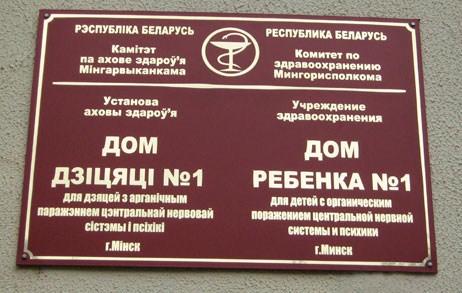 РЭСПУБЛІКА БЕЛАРУСЬ
Камітэт
па ахове здароў'я
Мінгарвыканкама
Установа
аховы здароў'я
ДОМ
ДЗІЦЯЦІ №1
для дзяцей з арганічным
паражэннем цэнтральнай нервовай
сістэмы і псіхікі
г.Мінск
РЕСПУБЛИКА БЕЛАРУСЬ
Комитет по
здравоохранению
Мингорисполкома
Учреждение
здравоохранения
ДОМ
РЕБЕНКА №1
для детей с органическим
поражением центральной нервной
системы и психики
г.Минск